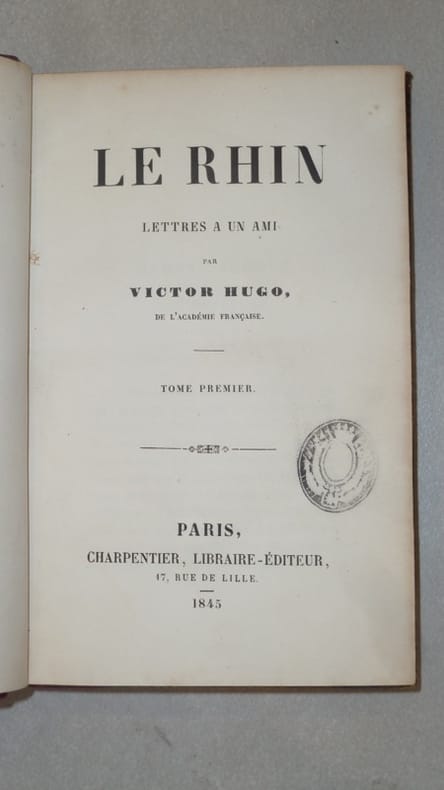 LE RHIN
LETTRES A UN AMI
PAR
VICTOR HUGO,
DE L'ACADÉMIE FRANÇAISE.
TOME PREMIER.
PARIS,
CHARPENTIER, LIBRAIRE-ÉDITEUR,
17, RUE DE LILLE.
1845